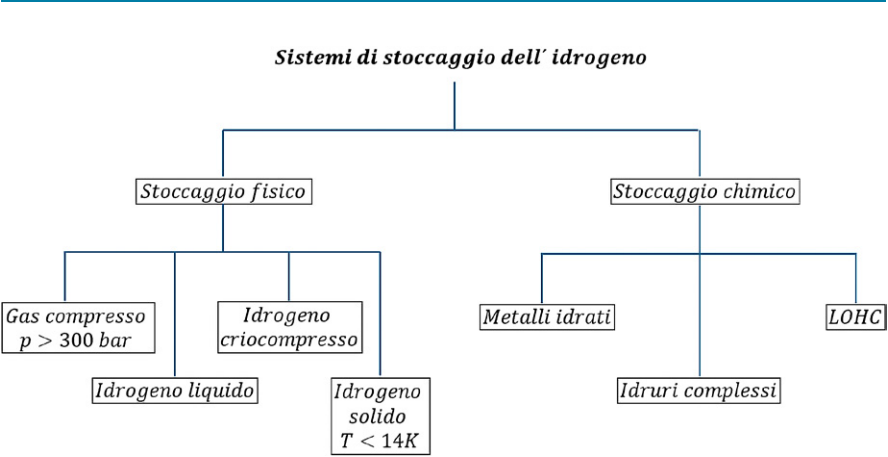 Sistemi di stoccaggio dell´ idrogeno
Stoccaggio fisico
Stoccaggio chimico
Gas compresso
p > 300 bar
Idrogeno liquido
Idrogeno
criocompresso
Idrogeno
solido
T < 14K
Metalli idrati
Idruri complessi
LOHC